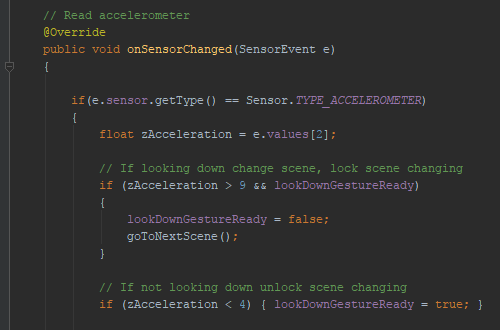 // Read accelerometer
@Override
public void onSensorChanged(SensorEvent e)
{
if(e.sensor.getType() == Sensor.TYPE_ACCELEROMETER)
{
float zAcceleration = e.values[2];
// If looking down change scene, lock scene changing
if (zAcceleration > 9 && lookDownGestureReady)
{
lookDownGestureReady = false;
goToNextScene();
}
// If not looking down unlock scene changing
if (zAcceleration < 4) { lookDownGestureReady = true; }